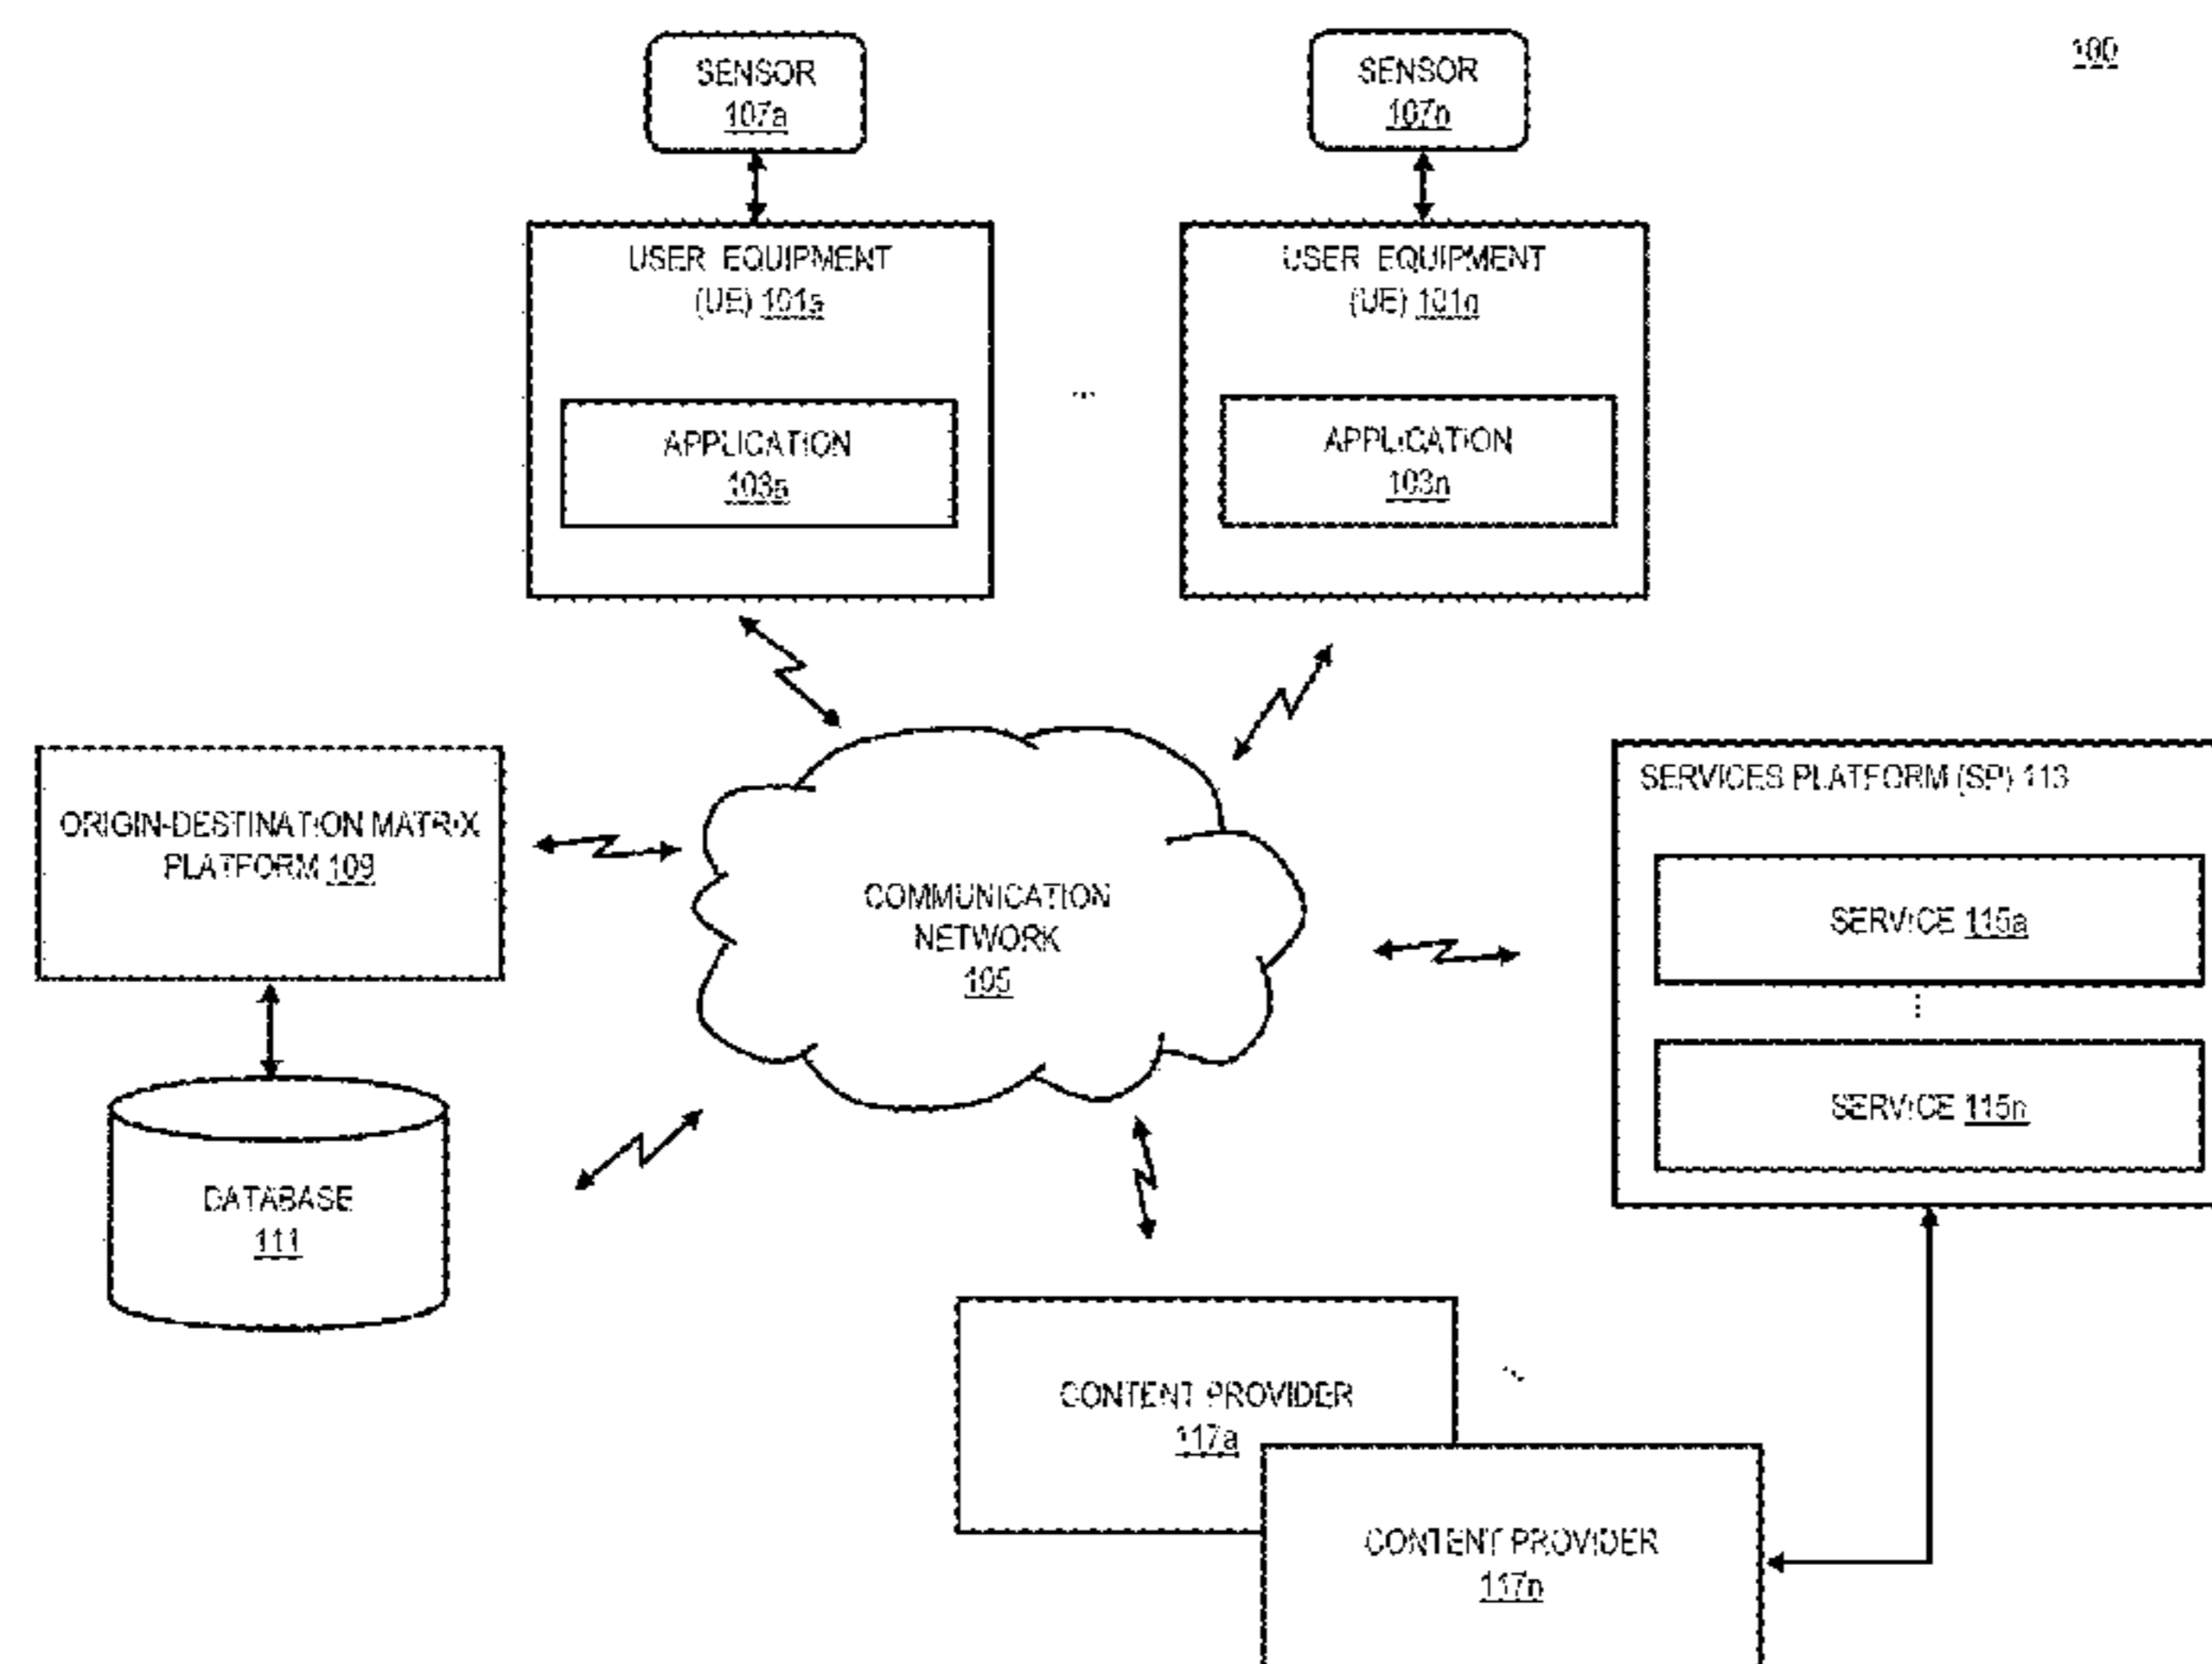 100
SENSOR
107a
SENSOR
107n
USER EQUIPMENT
(UE) 101a
USER EQUIPMENT
(UE) 101n
APPLICATION
103a
APPLICATION
103n
...
ORIGIN-DESTINATION MATRIX
PLATFORM 109
COMMUNICATION
NETWORK
105
SERVICES PLATFORM (SP) 113
SERVICE 115a
...
SERVICE 115n
DATABASE
111
CONTENT PROVIDER
117a
...
CONTENT PROVIDER
117n